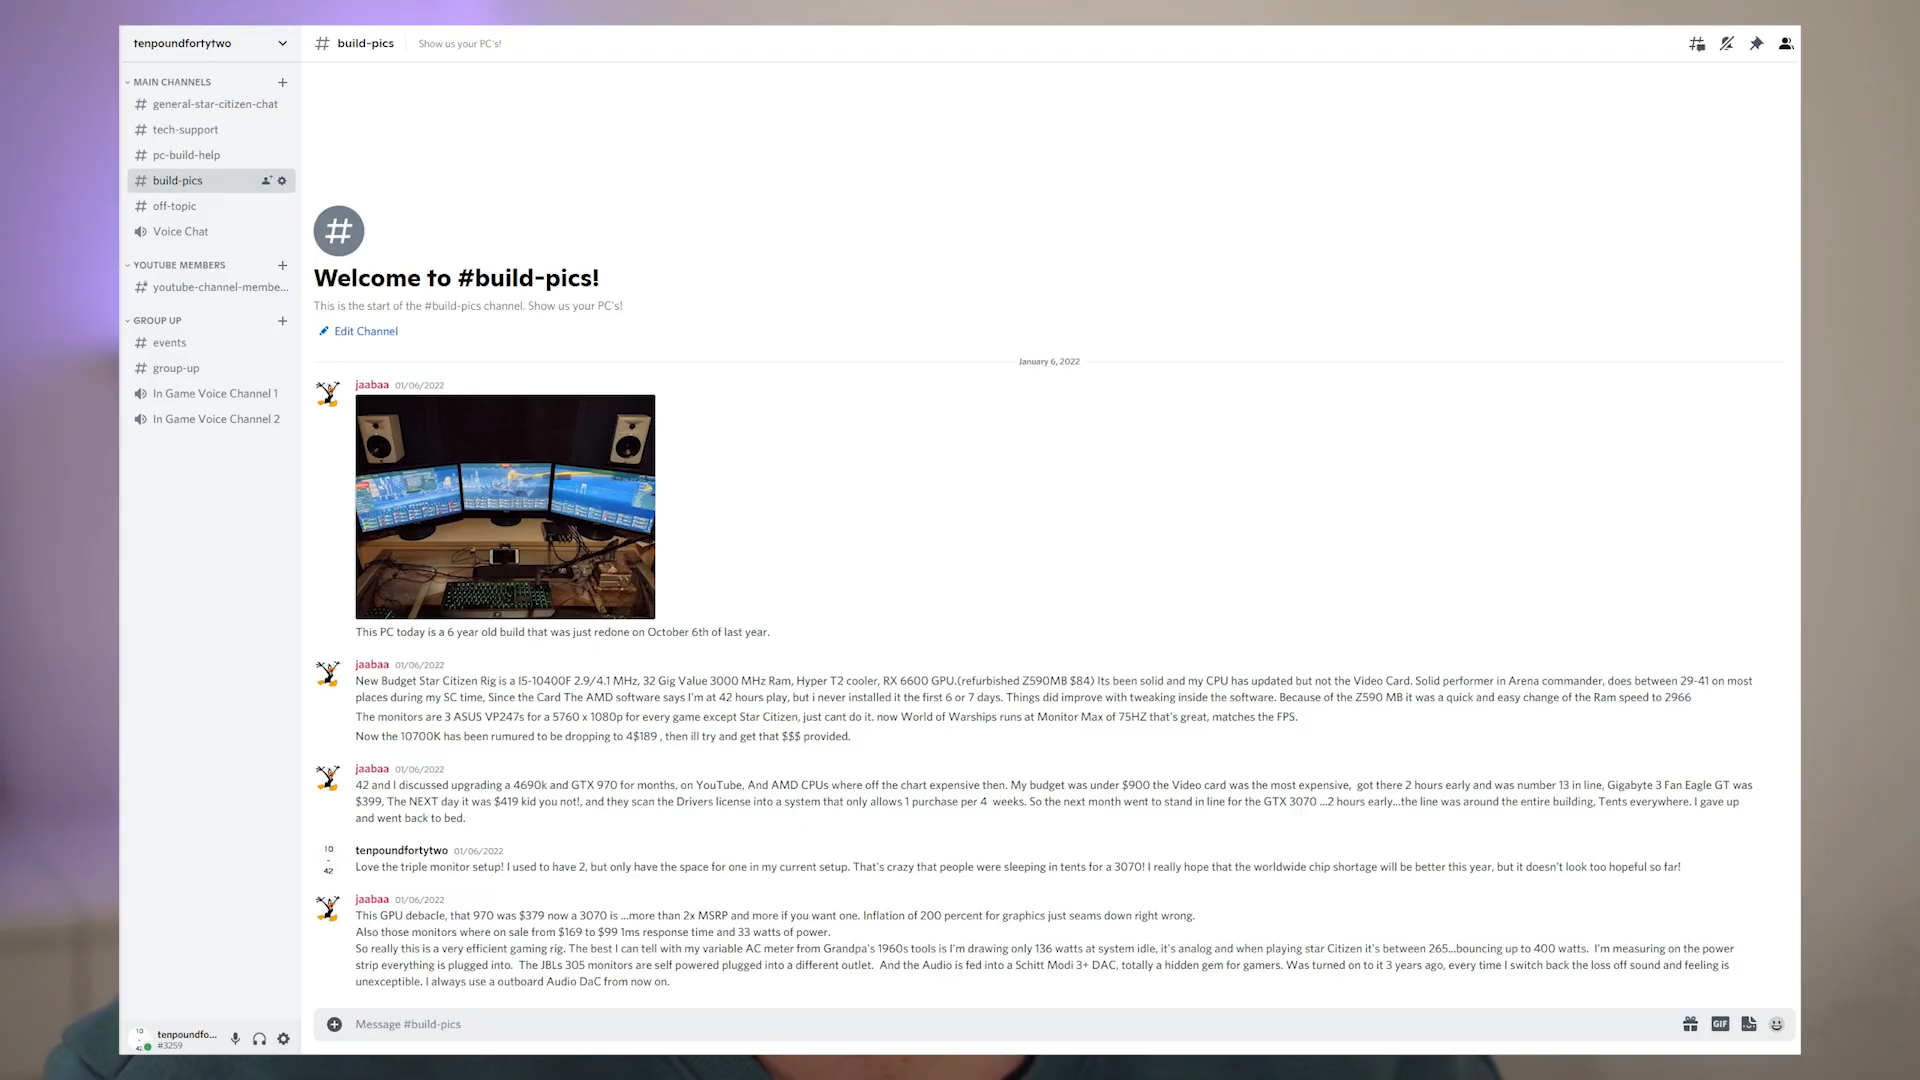 tenpoundfortytwo
build-pics
Show us your PC's!
MAIN CHANNELS
general-star-citizen-chat
tech-support
pc-build-help
build-pics
off-topic
Voice Chat
YOUTUBE MEMBERS
youtube-channel-membe...
GROUP UP
events
group-up
In Game Voice Channel 1
In Game Voice Channel 2
tenpoundfo...
#3259
Welcome to #build-pics!
This is the start of the #build-pics channel. Show us your PC's!
Edit Channel
January 6, 2022
jaabaa 01/06/2022
This PC today is a 6 year old build that was just redone on October 6th of last year.
jaabaa 01/06/2022
New Budget Star Citizen Rig is a I5-10400F 2.9/4.1 MHz, 32 Gig Value 3000 MHz Ram, Hyper T2 cooler, RX 6600 GPU.(refurbished Z590MB $84) Its been solid and my CPU has updated but not the Video Card. Solid performer in Arena commander, does between 29-41 on most
places during my SC time, Since the Card The AMD software says I'm at 42 hours play, but i never installed it the first 6 or 7 days. Things did improve with tweaking inside the software. Because of the Z590 MB it was a quick and easy change of the Ram speed to 2966
The monitors are 3 ASUS VP247s for a 5760 x 1080p for every game except Star Citizen, just cant do it. now World of Warships runs at Monitor Max of 75HZ that's great, matches the FPS.
Now the 10700K has been rumured to be dropping to 4$189 , then ill try and get that $$$ provided.
jaabaa 01/06/2022
42 and I discussed upgrading a 4690k and GTX 970 for months, on YouTube, And AMD CPUs where off the chart expensive then. My budget was under $900 the Video card was the most expensive, got there 2 hours early and was number 13 in line, Gigabyte 3 Fan Eagle GT was
$399, The NEXT day it was $419 kid you not!, and they scan the Drivers license into a system that only allows 1 purchase per 4 weeks. So the next month went to stand in line for the GTX 3070 ...2 hours early...the line was around the entire building, Tents everywhere. I gave up
and went back to bed.
10
-
42
tenpoundfortytwo 01/06/2022
Love the triple monitor setup! I used to have 2, but only have the space for one in my current setup. That's crazy that people were sleeping in tents for a 3070! I really hope that the worldwide chip shortage will be better this year, but it doesn't look too hopeful so far!
jaabaa 01/06/2022
This GPU debacle, that 970 was $379 now a 3070 is ...more than 2x MSRP and more if you want one. Inflation of 200 percent for graphics just seams down right wrong.
Also those monitors where on sale from $169 to $99 1ms response time and 33 watts of power.
So really this is a very efficient gaming rig. The best I can tell with my variable AC meter from Grandpa's 1960s tools is I'm drawing only 136 watts at system idle, it's analog and when playing star Citizen it's between 265...bouncing up to 400 watts. I'm measuring on the power
strip everything is plugged into. The JBLs 305 monitors are self powered plugged into a different outlet. And the Audio is fed into a Schitt Modi 3+ DAC, totally a hidden gem for gamers. Was turned on to it 3 years ago, every time I switch back the loss off sound and feeling is
unexceptible. I always use a outboard Audio DaC from now on.
Message #build-pics
GIF